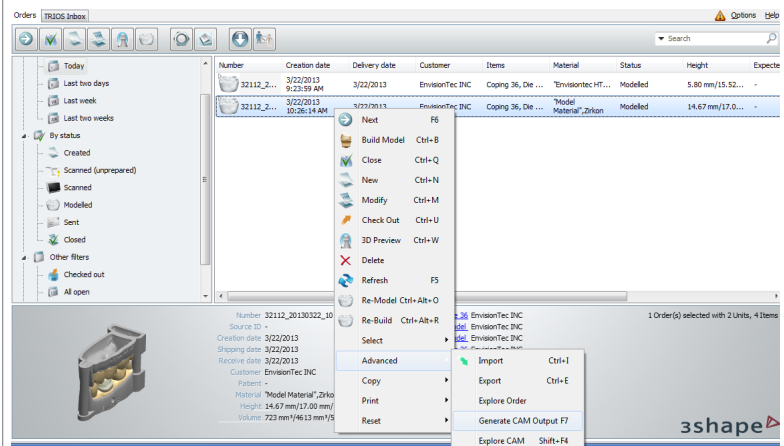 Orders TRIOS Inbox Options Help
Search
Number Creation date Delivery date Customer Items Material Status Height Expecte
32112_2... 3/22/2013 9:23:59 AM 3/22/2013 EnvisionTec INC Coping 36, Die ... "Envisiontec HT... Modelled 5.80 mm/15.52... -
32112_2... 3/22/2013 10:26:14 AM 3/22/2013 EnvisionTec INC Coping 36, Die ... "Model Material",Zirkon Modelled 14.67 mm/17.0... -
Today
Last two days
Last week
Last two weeks
By status
Created
Scanned (unprepared)
Scanned
Modelled
Sent
Closed
Other filters
Checked out
All open
Next F6
Build Model Ctrl+B
Close Ctrl+Q
New Ctrl+N
Modify Ctrl+M
Check Out Ctrl+U
3D Preview Ctrl+W
Delete
Refresh F5
Re-Model Ctrl+Alt+O
Re-Build Ctrl+Alt+R
Select
Advanced
Copy
Print
Reset
Import Ctrl+I
Export Ctrl+E
Explore Order
Generate CAM Output F7
Explore CAM Shift+F4
Number 32112_20130322_10
Source ID -
Creation date 3/22/2013
Shipping date 3/22/2013
Receive date 3/22/2013
Customer EnvisionTec INC
Patient -
Material "Model Material",Zirko
Height 14.67 mm/17.00 mm/
Volume 723 mm³/4613 mm³/5
36 EnvisionTec INC
del EnvisionTec INC
del EnvisionTec INC
36 EnvisionTec INC
1 Order(s) selected with 2 Units, 4 Items
3shape